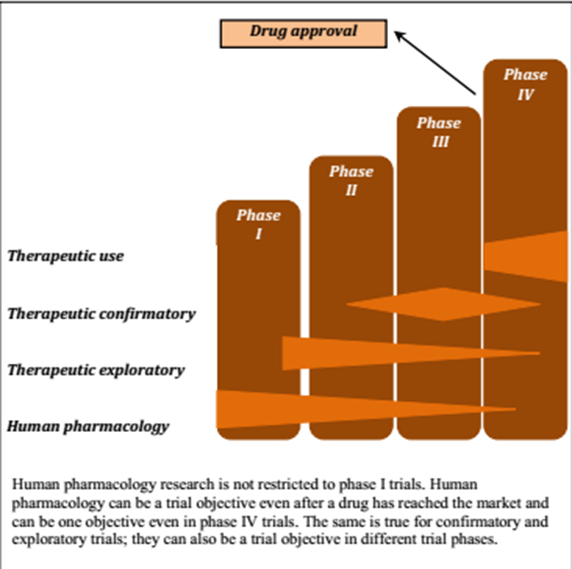 Drug approval
Phase
IV
Phase
III
Phase
II
Phase
I
Therapeutic use
Therapeutic confirmatory
Therapeutic exploratory
Human pharmacology
Human pharmacology research is not restricted to phase I trials. Human
pharmacology can be a trial objective even after a drug has reached the market and
can be one objective even in phase IV trials. The same is true for confirmatory and
exploratory trials; they can also be a trial objective in different trial phases.